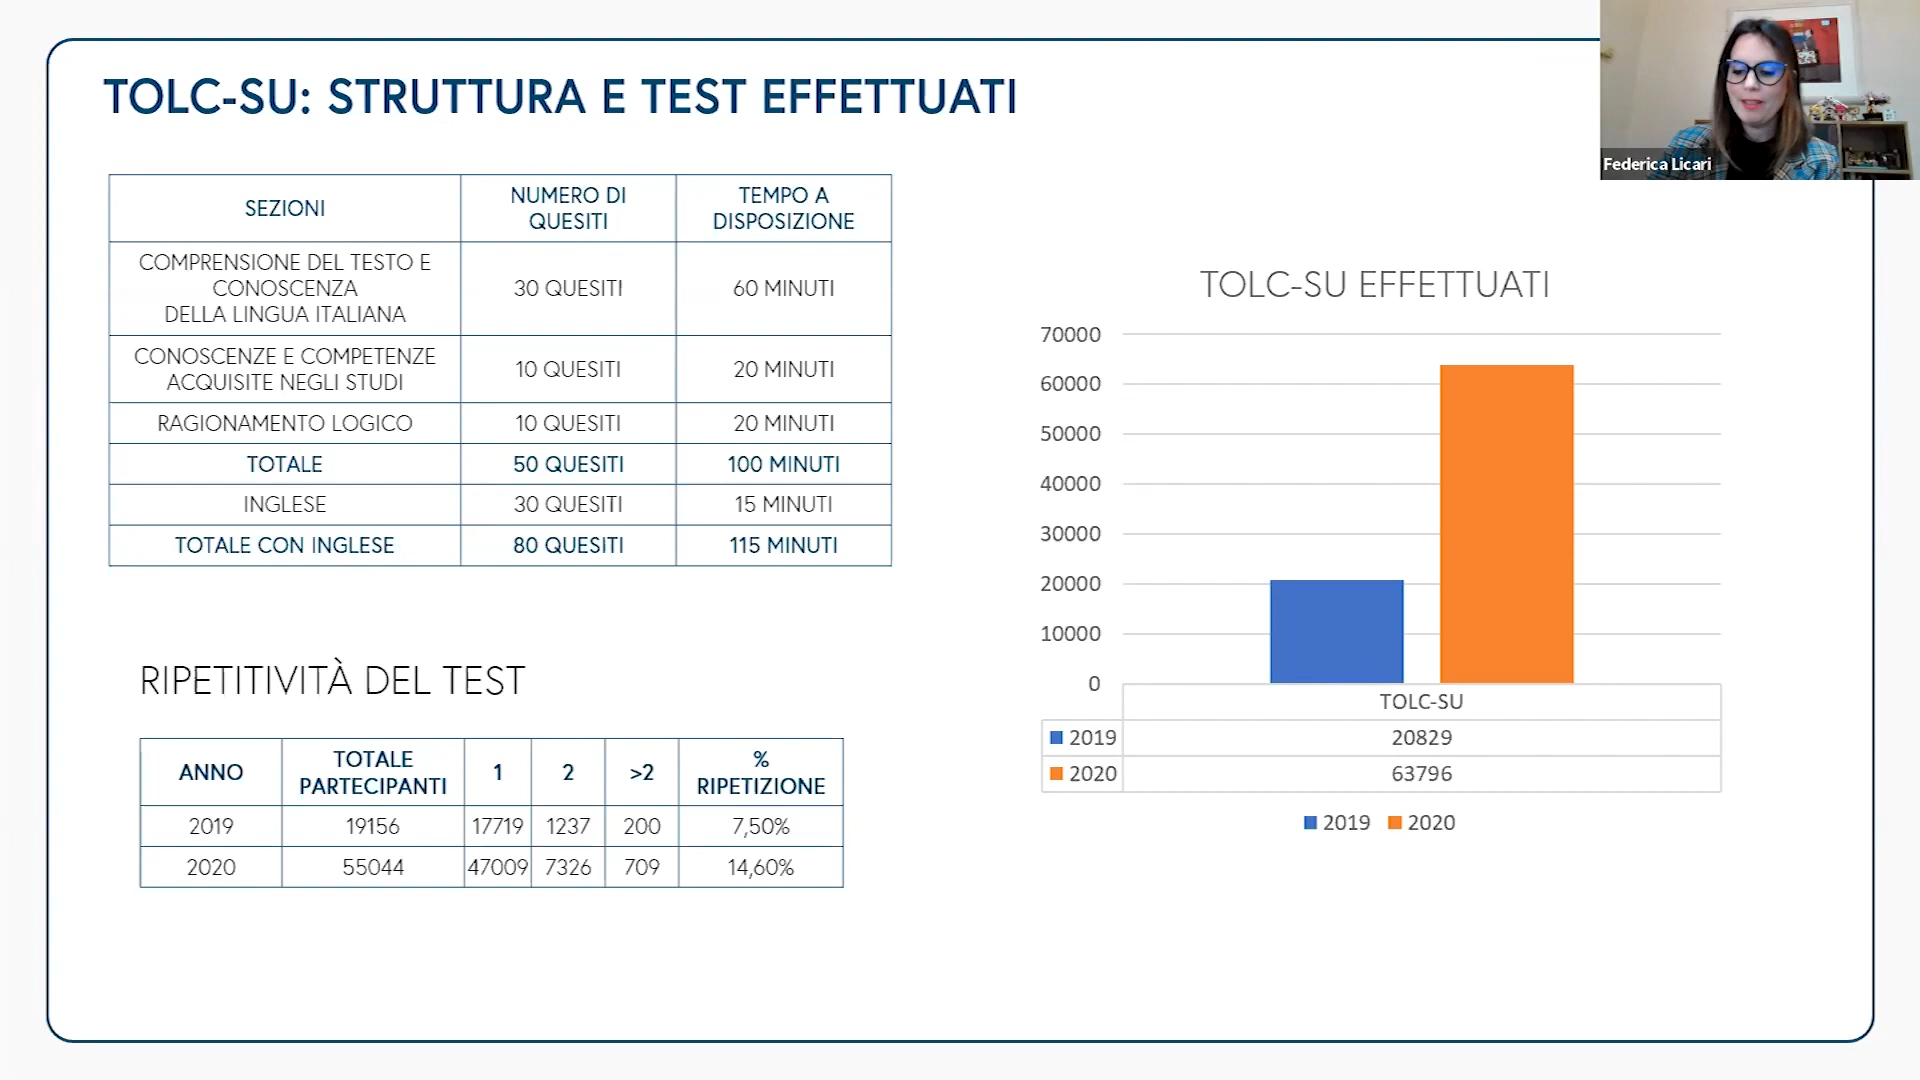 TOLC-SU: STRUTTURA E TEST EFFETTUATI
Federica Licari
SEZIONI
NUMERO DI
QUESITI
TEMPO A
DISPOSIZIONE
COMPRENSIONE DEL TESTO E
CONOSCENZA
DELLA LINGUA ITALIANA
30 QUESITI
60 MINUTI
CONOSCENZE E COMPETENZE
ACQUISITE NEGLI STUDI
10 QUESITI
20 MINUTI
RAGIONAMENTO LOGICO
10 QUESITI
20 MINUTI
TOTALE
50 QUESITI
100 MINUTI
INGLESE
30 QUESITI
15 MINUTI
TOTALE CON INGLESE
80 QUESITI
115 MINUTI
RIPETITIVITÀ DEL TEST
ANNO
TOTALE
PARTECIPANTI
1
2
>2
%
RIPETIZIONE
2019
19156
17719
1237
200
7,50%
2020
55044
47009
7326
709
14,60%
TOLC-SU EFFETTUATI
70000
60000
50000
40000
30000
20000
10000
0
TOLC-SU
2019
20829
2020
63796
2019
2020